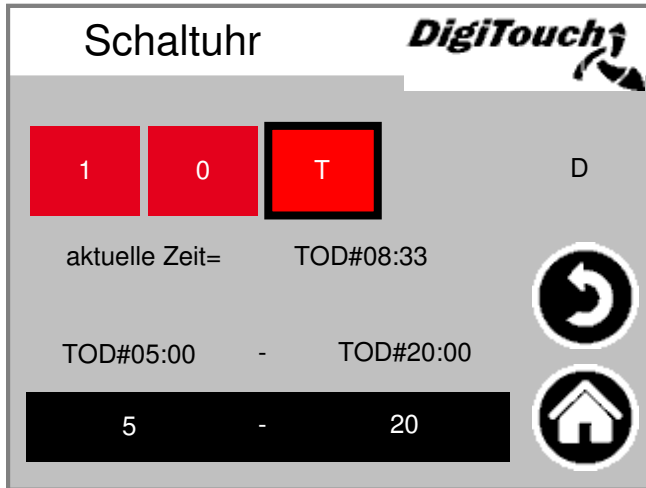 Schaltuhr DigiTouch
1 0 T D
aktuelle Zeit= TOD#08:33
TOD#05:00 - TOD#20:00
5 - 20